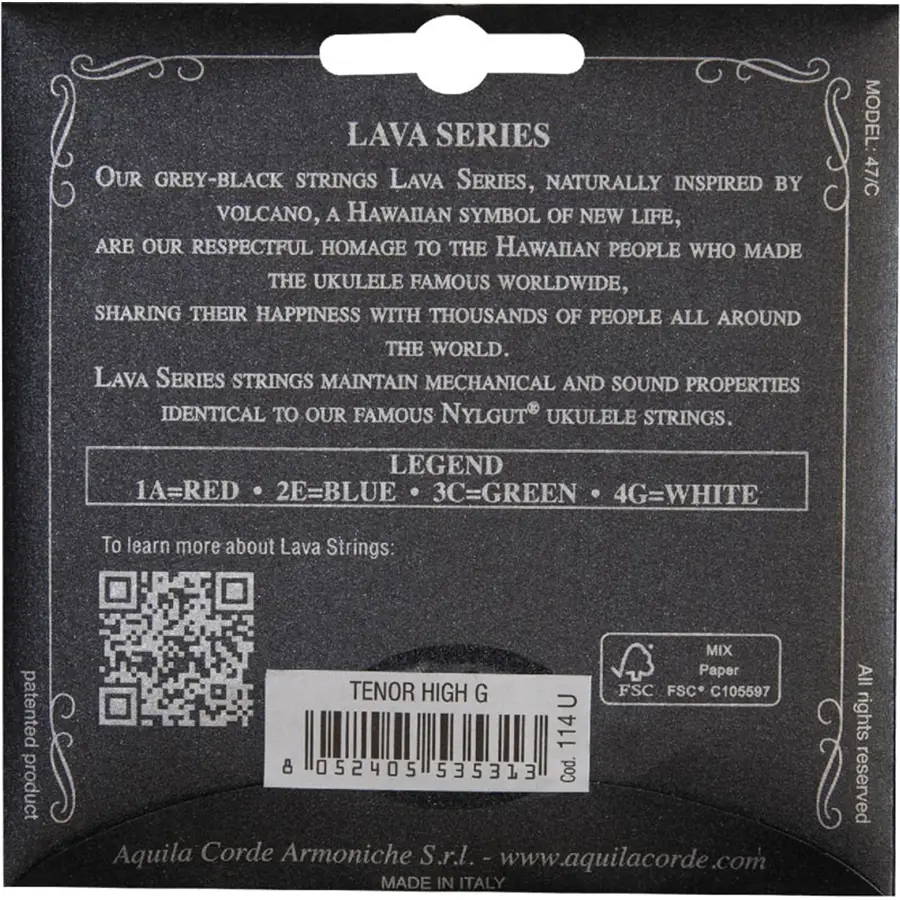 LAVA SERIES
OUR GREY-BLACK STRINGS LAVA SERIES, NATURALLY INSPIRED BY
VOLCANO, A HAWAIIAN SYMBOL OF NEW LIFE,
ARE OUR RESPECTFUL HOMAGE TO THE HAWAIIAN PEOPLE WHO MADE
THE UKULELE FAMOUS WORLDWIDE,
SHARING THEIR HAPPINESS WITH THOUSANDS OF PEOPLE ALL AROUND
THE WORLD.
LAVA SERIES STRINGS MAINTAIN MECHANICAL AND SOUND PROPERTIES
IDENTICAL TO OUR FAMOUS NYLGUT® UKULELE STRINGS.
LEGEND
1A=RED • 2E=BLUE • 3C=GREEN • 4G=WHITE
To learn more about Lava Strings:
MODEL: 47/C
FSC
MIX
Paper
FSC® C105597
TENOR HIGH G
8 052405 535313
Cod. 114 U
patented product
All rights reserved
Aquila Corde Armoniche S.r.l. - www.aquilacorde.com
MADE IN ITALY